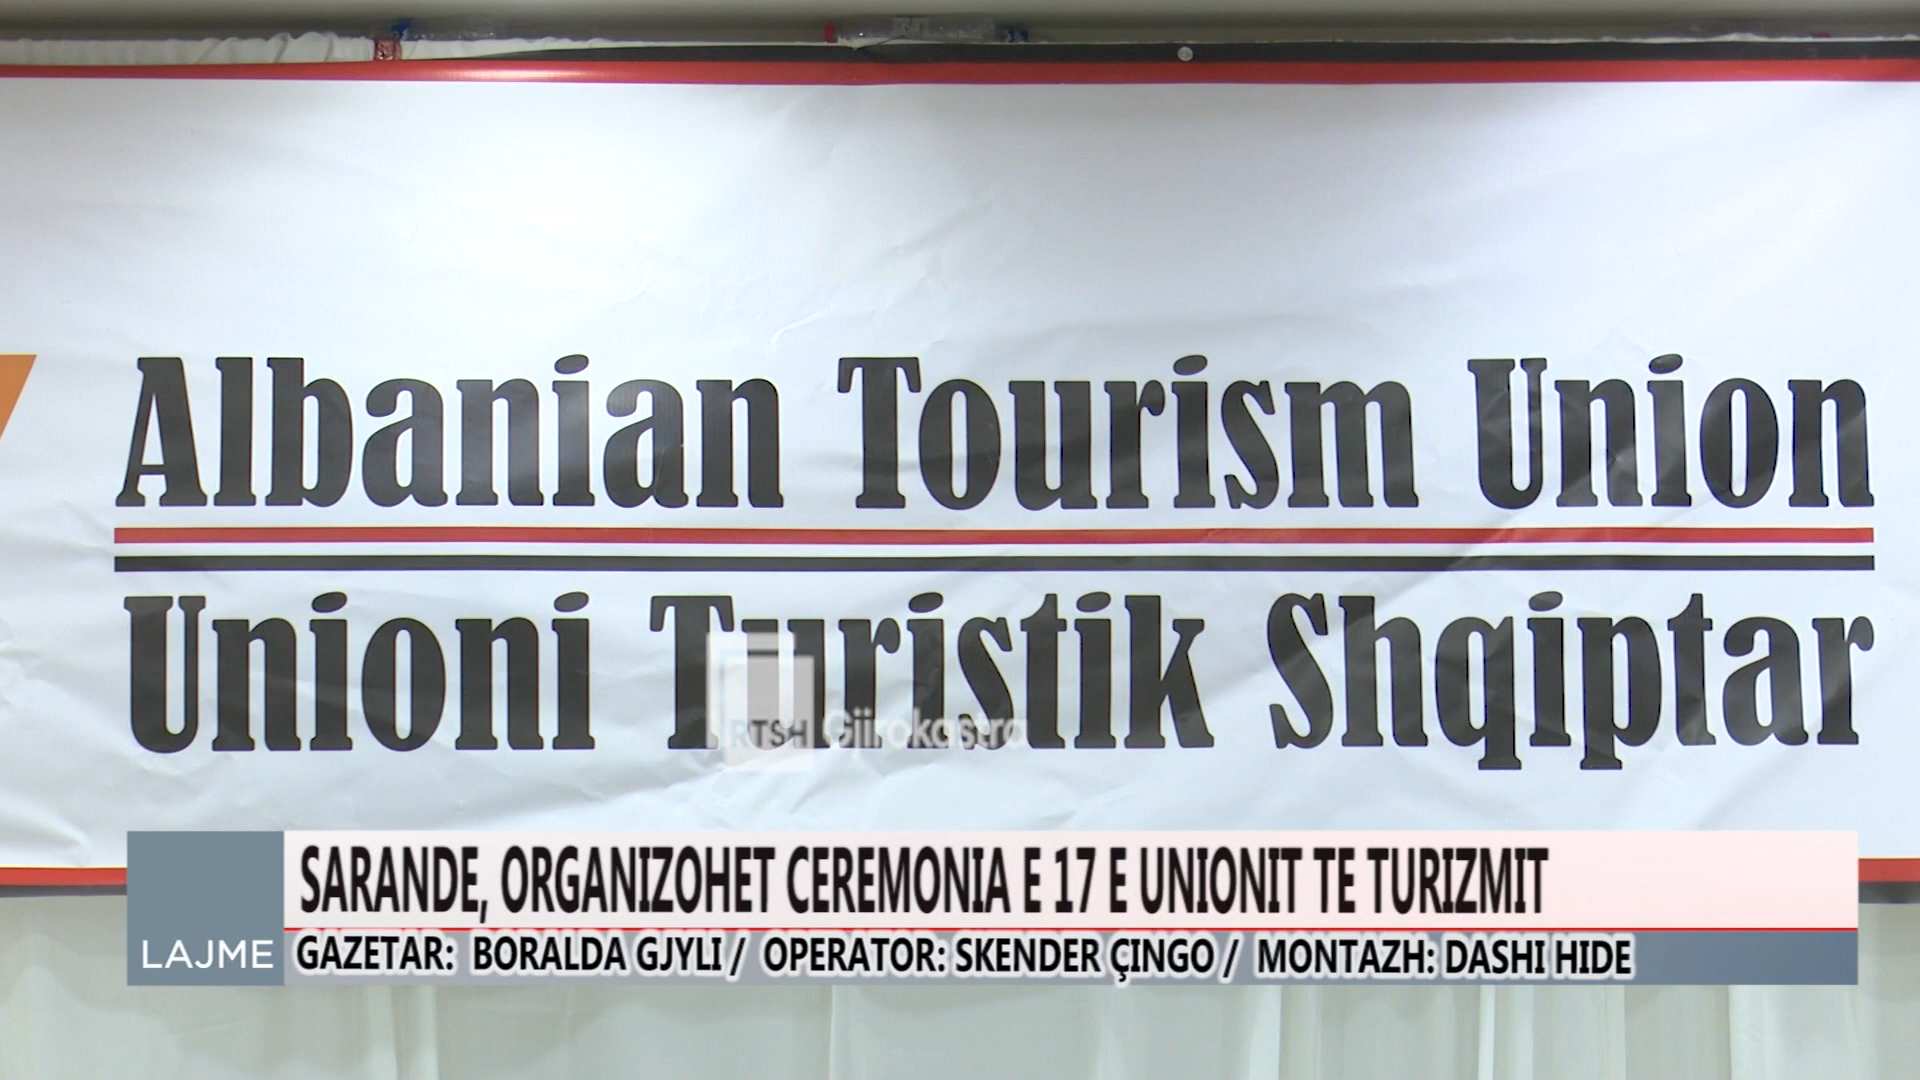 Albanian Tourism Union
Unioni Turistik Shqiptar
RTSH Gjirokastra
SARANDE, ORGANIZOHET CEREMONIA E 17 E UNIONIT TE TURIZMIT
LAJME
GAZETAR: BORALDA GJYLI / OPERATOR: SKENDER ÇINGO / MONTAZH: DASHI HIDE